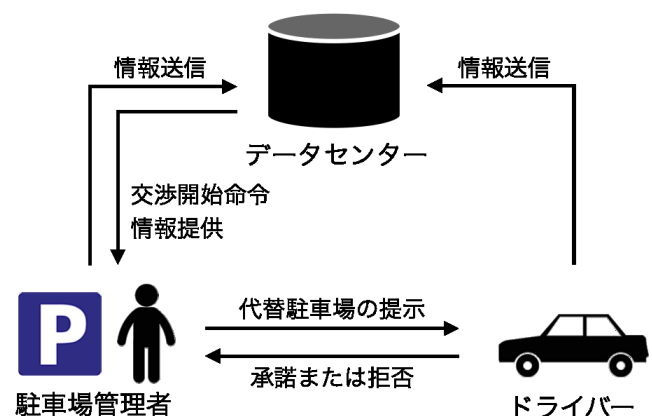 情報送信
情報送信
データセンター
交渉開始命令
情報提供
代替駐車場の提示
P
承諾または拒否
駐車場管理者
ドライバー